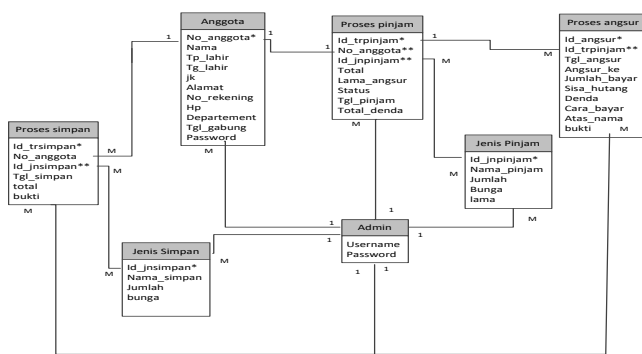 Anggota
No_anggota*
Nama
Tp_lahir
Tg_lahir
jk
Alamat
No_rekening
Hp
Departement
Tgl_gabung
Password
Proses pinjam
Id_trpinjam*
No_anggota**
Id_jnpinjam**
Total
Lama_angsur
Status
Tgl_pinjam
Total_denda
Proses angsur
Id_angsur*
Id_trpinjam**
Tgl_angsur
Angsur_ke
Jumlah_bayar
Sisa_hutang
Denda
Cara_bayar
Atas_nama
bukti
Proses simpan
Id_trsimpan*
No_anggota
Id_jnsimpan**
Tgl_simpan
total
bukti
Jenis Pinjam
Id_jnpinjam*
Nama_pinjam
Jumlah
Bunga
lama
Jenis Simpan
Id_jnsimpan*
Nama_simpan
Jumlah
bunga
Admin
Username
Password
1
1
M
1
M
M
M
M
M
M
M
M
M
1
1
1
1
1
1